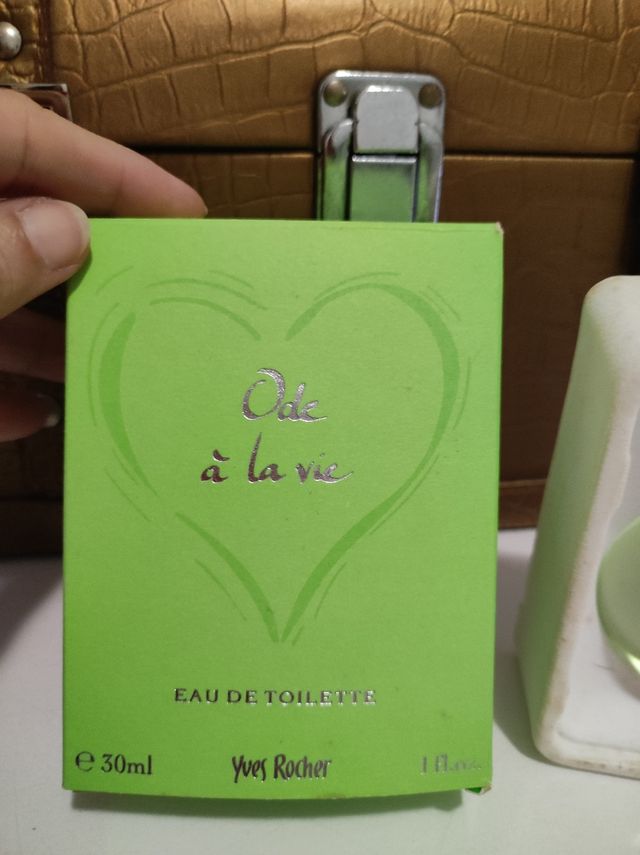 Ode
à la vie
EAU DE TOILETTE
℮ 30ml Yves Rocher 1 fl.oz.